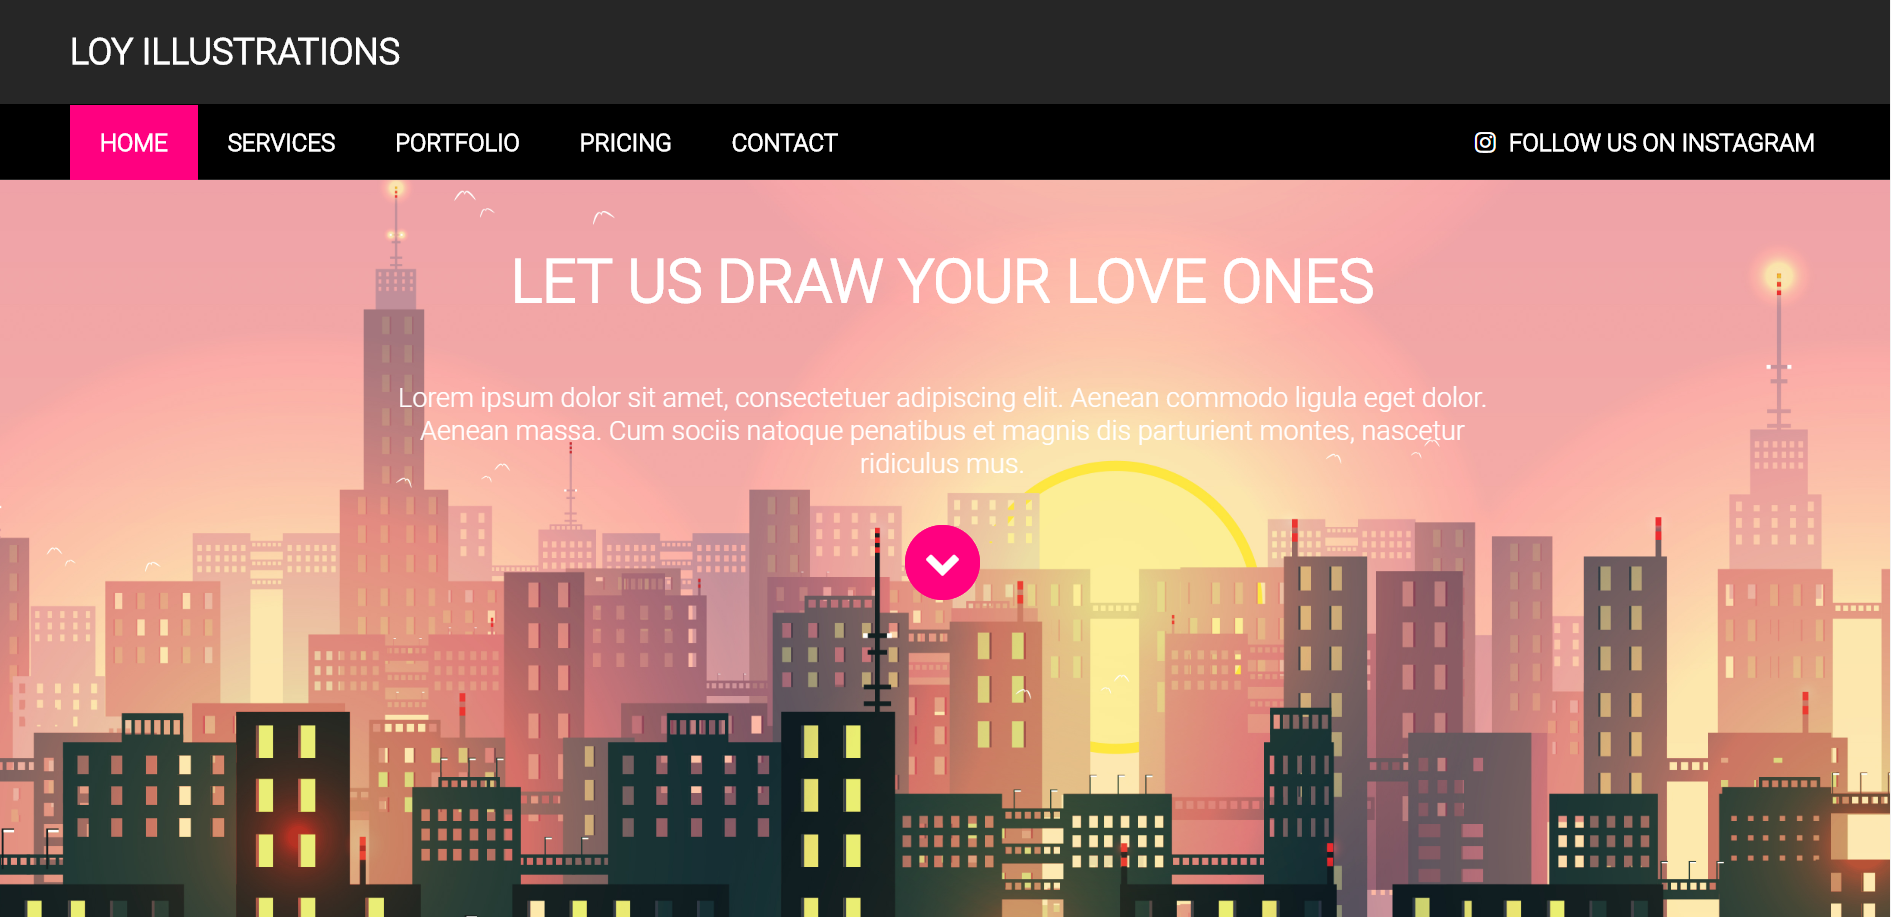 LOY ILLUSTRATIONS
HOME SERVICES PORTFOLIO PRICING CONTACT FOLLOW US ON INSTAGRAM
LET US DRAW YOUR LOVE ONES
Lorem ipsum dolor sit amet, consectetuer adipiscing elit. Aenean commodo ligula eget dolor.
Aenean massa. Cum sociis natoque penatibus et magnis dis parturient montes, nascetur
ridiculus mus.